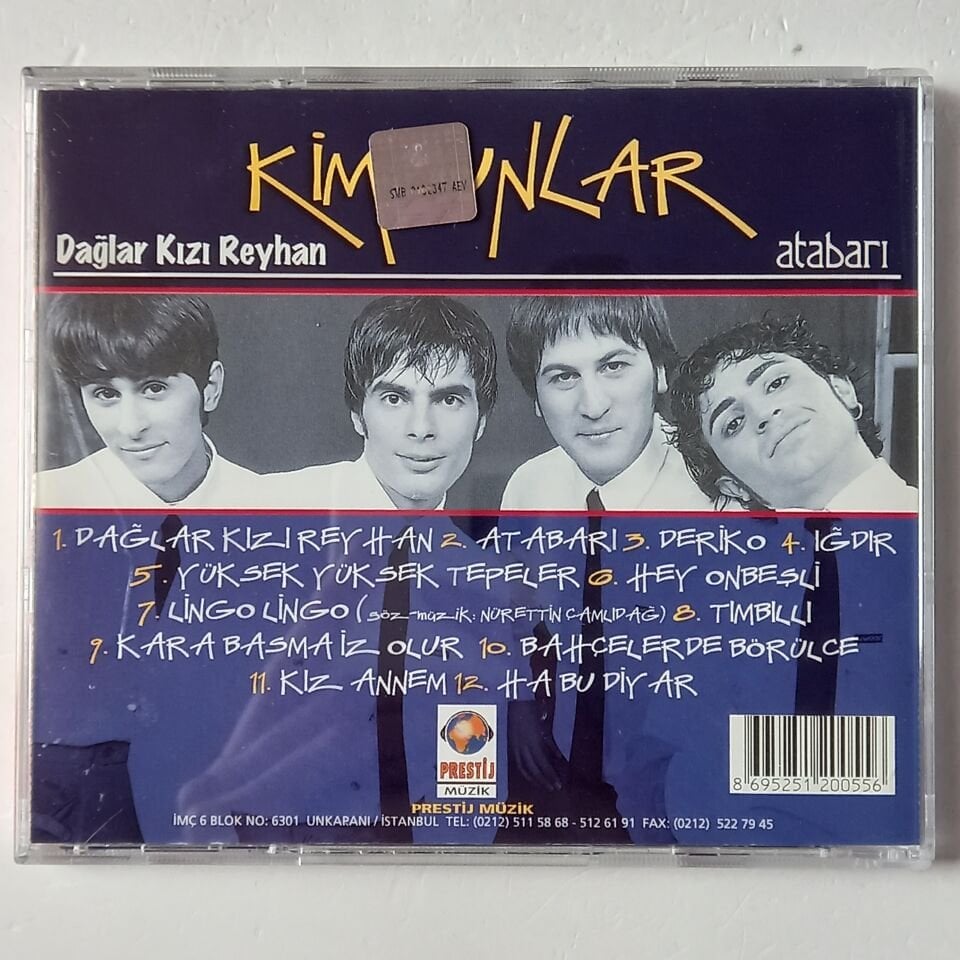 KİM
SMB AEV
Dağlar Kızı Reyhan
atabarı
1. DAĞLAR KIZI REYHAN 2. ATABARI 3. DERİKO 4. IĞDIR
5. YÜKSEK YÜKSEK TEPELER 6. HEY ONBEŞLİ
7. LİNGO LİNGO (söz-müzik: NURETTİN ÇAMLIDAĞ) 8. TIMBILLI
9. KARA BASMA İZ OLUR 10. BAHÇELERDE BÖRÜLCE
11. KIZ ANNEM 12. HA BU DİYAR
PRESTİJ
MÜZİK
PRESTİJ MÜZİK
İMÇ 6 BLOK NO: 6301 UNKAPANI / İSTANBUL TEL: (0212) 511 58 68 - 512 61 91 FAX: (0212) 522 79 45
8 695251 200556